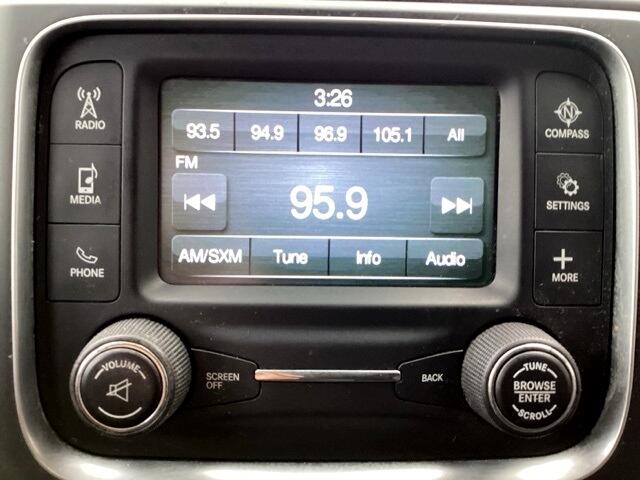 3:26
RADIO
93.5 94.9 96.9 105.1 All
N
COMPASS
FM
MEDIA
95.9
SETTINGS
PHONE
AM/SXM Tune Info Audio
MORE
VOLUME
SCREEN
OFF
BACK
TUNE
BROWSE
ENTER
SCROLL